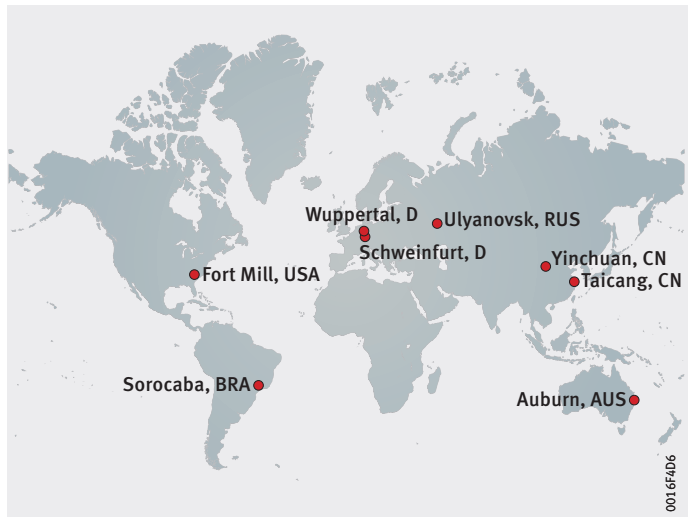 Wuppertal, D
Ulyanovsk, RUS
Schweinfurt, D
Yinchuan, CN
Fort Mill, USA
Taicang, CN
Sorocaba, BRA
Auburn, AUS
0016F4D6